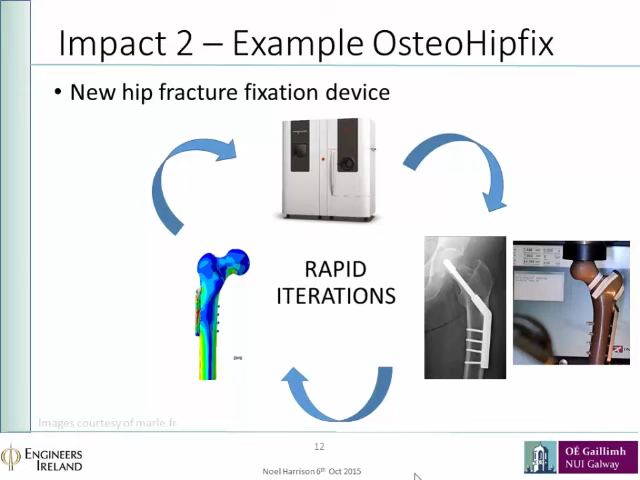 Impact 2 – Example OsteoHipfix
• New hip fracture fixation device
RAPID
ITERATIONS
Images courtesy of marle.fr
12
Noel Harrison 6th Oct 2015
ENGINEERS
IRELAND
OÉ Gaillimh
NUI Galway